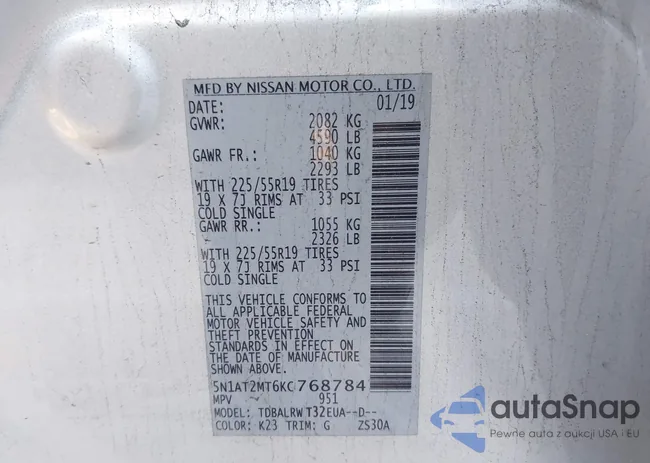 MFD BY NISSAN MOTOR CO., LTD.
DATE: 01/19
GVWR: 2082 KG
4590 LB
GAWR FR.: 1040 KG
2293 LB
WITH 225/55R19 TIRES
19 X 7J RIMS AT 33 PSI
COLD SINGLE
GAWR RR.: 1055 KG
2326 LB
WITH 225/55R19 TIRES
19 X 7J RIMS AT 33 PSI
COLD SINGLE
THIS VEHICLE CONFORMS TO
ALL APPLICABLE FEDERAL
MOTOR VEHICLE SAFETY AND
THEFT PREVENTION
STANDARDS IN EFFECT ON
THE DATE OF MANUFACTURE
SHOWN ABOVE.
5N1AT2MT6KC768784
MPV 951
MODEL: TDBALRWT32EUA--D--
COLOR: K23 TRIM: G ZS30A
autoSnap
Pewne auta z aukcji USA i EU